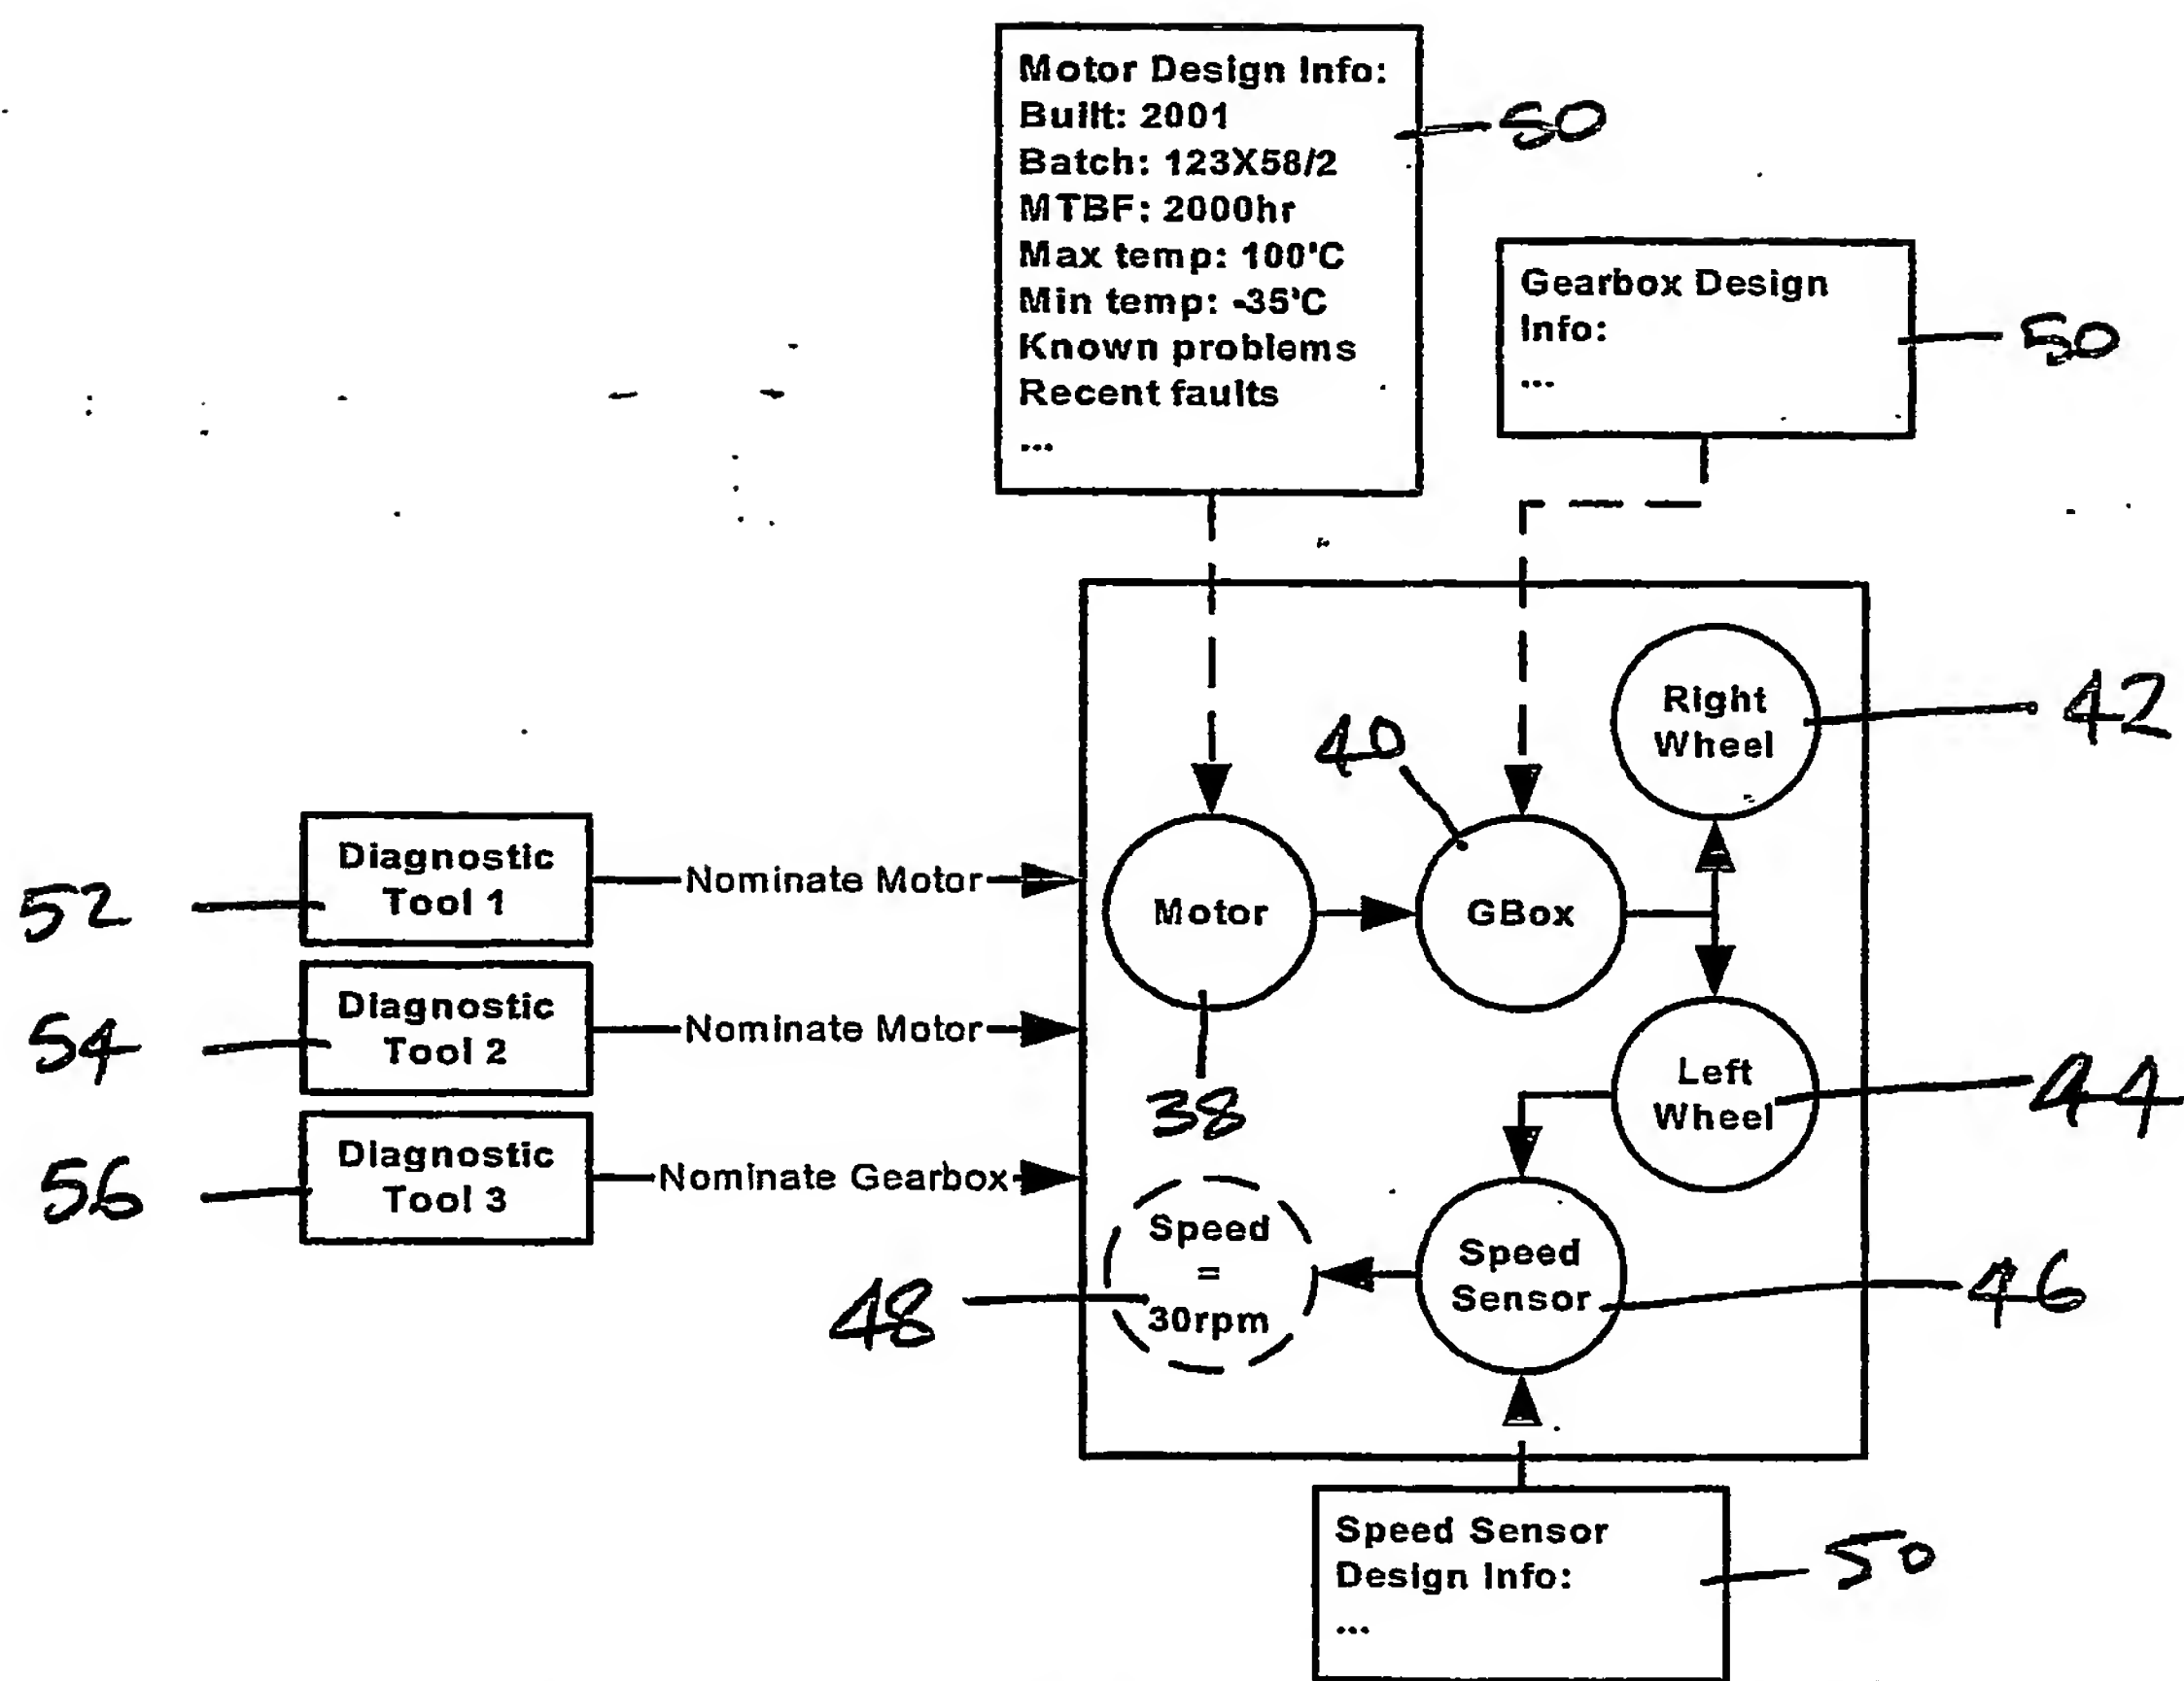 Motor Design Info:
Built: 2001
Batch: 123X58/2
MTBF: 2000hr
Max temp: 100'C
Min temp: -35'C
Known problems
Recent faults
...
50
Gearbox Design
Info:
...
50
Right
Wheel
42
40
Diagnostic
Tool 1
52
Nominate Motor
Motor
38
GBox
Diagnostic
Tool 2
54
Nominate Motor
Left
Wheel
44
Diagnostic
Tool 3
56
Nominate Gearbox
Speed
=
30rpm
48
Speed
Sensor
46
Speed Sensor
Design Info:
...
50